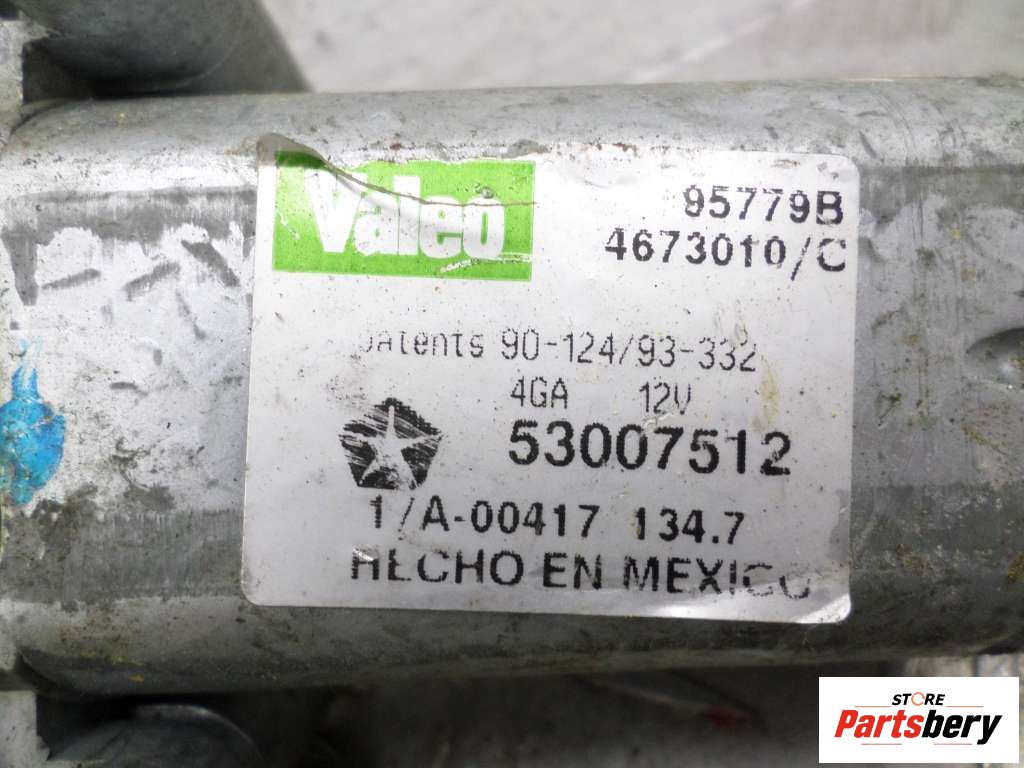 Valeo
95779B
4673010/C
patents 90-124/93-332
4GA 12V
53007512
1/A-00417 134.7
HECHO EN MEXICO
STORE
Partsbery